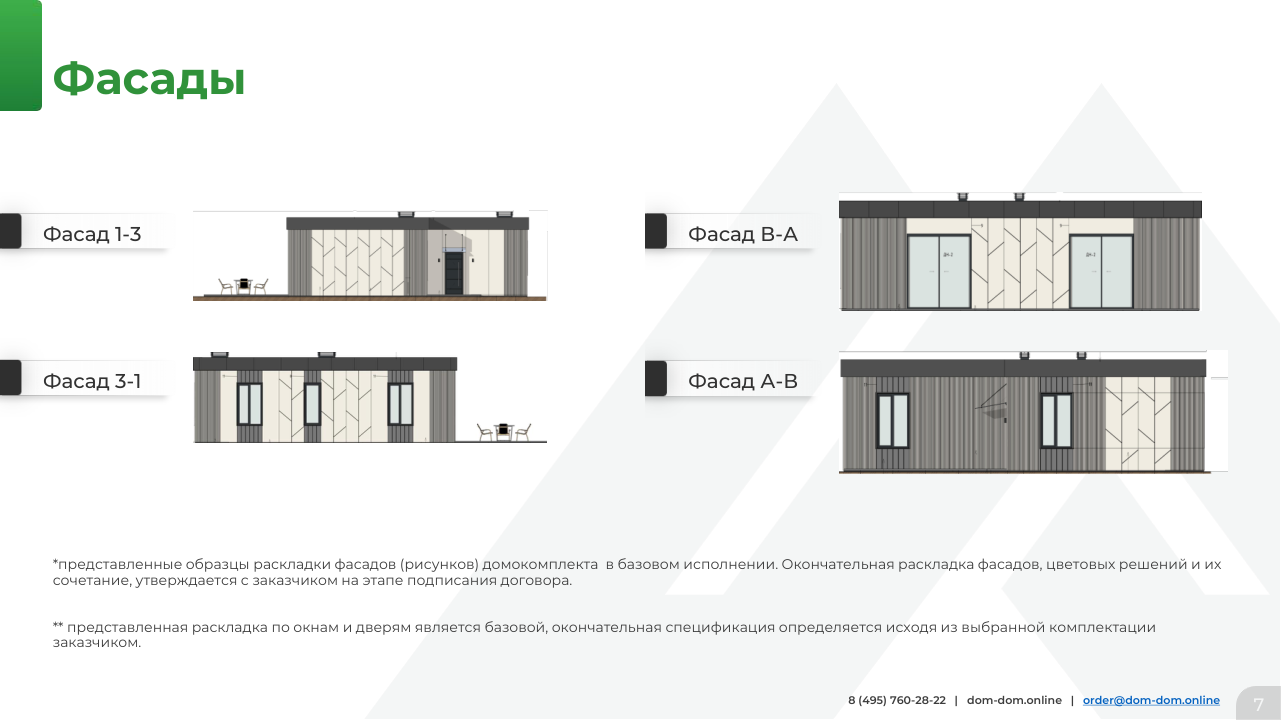 Фасады
Фасад 1-3
Фасад В-А
Фасад 3-1
Фасад А-В
*представленные образцы раскладки фасадов (рисунков) домокомплекта  в базовом исполнении. Окончательная раскладка фасадов, цветовых решений и их
сочетание, утверждается с заказчиком на этапе подписания договора.
** представленная раскладка по окнам и дверям является базовой, окончательная спецификация определяется исходя из выбранной комплектации
заказчиком.
8 (495) 760-28-22   |   dom-dom.online   |   order@dom-dom.online
7